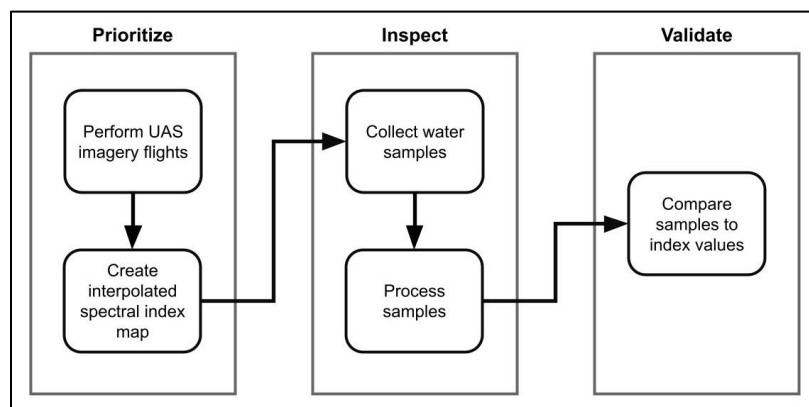 Prioritize
Perform UAS
imagery flights
Create
interpolated
spectral index
map
Inspect
Collect water
samples
Process
samples
Validate
Compare
samples to
index values